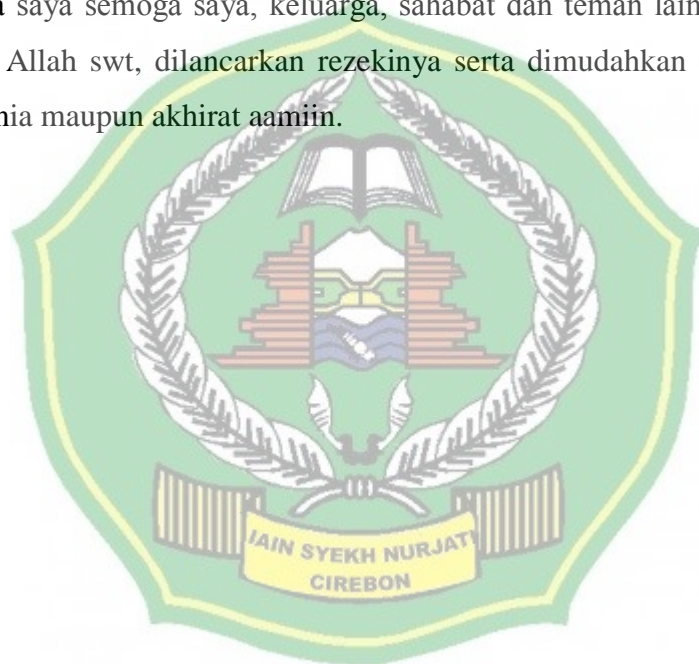 saya semoga saya, keluarga, sahabat dan teman lain
Allah swt, dilancarkan rezekinya serta dimudahkan
maupun akhirat aamiin.
IAIN SYEKH NURJATI
CIREBON